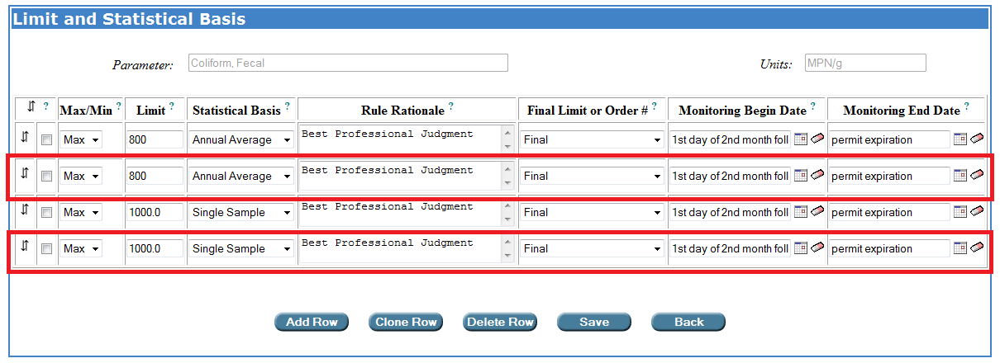 Limit and Statistical Basis
Parameter: Coliform, Fecal Units: MPN/g
? Max/Min ? Limit ? Statistical Basis ? Rule Rationale ? Final Limit or Order # ? Monitoring Begin Date ? Monitoring End Date ?
Max 800 Annual Average Best Professional Judgment Final 1st day of 2nd month foll permit expiration
Max 800 Annual Average Best Professional Judgment Final 1st day of 2nd month foll permit expiration
Max 1000.0 Single Sample Best Professional Judgment Final 1st day of 2nd month foll permit expiration
Max 1000.0 Single Sample Best Professional Judgment Final 1st day of 2nd month foll permit expiration
Add Row Clone Row Delete Row Save Back